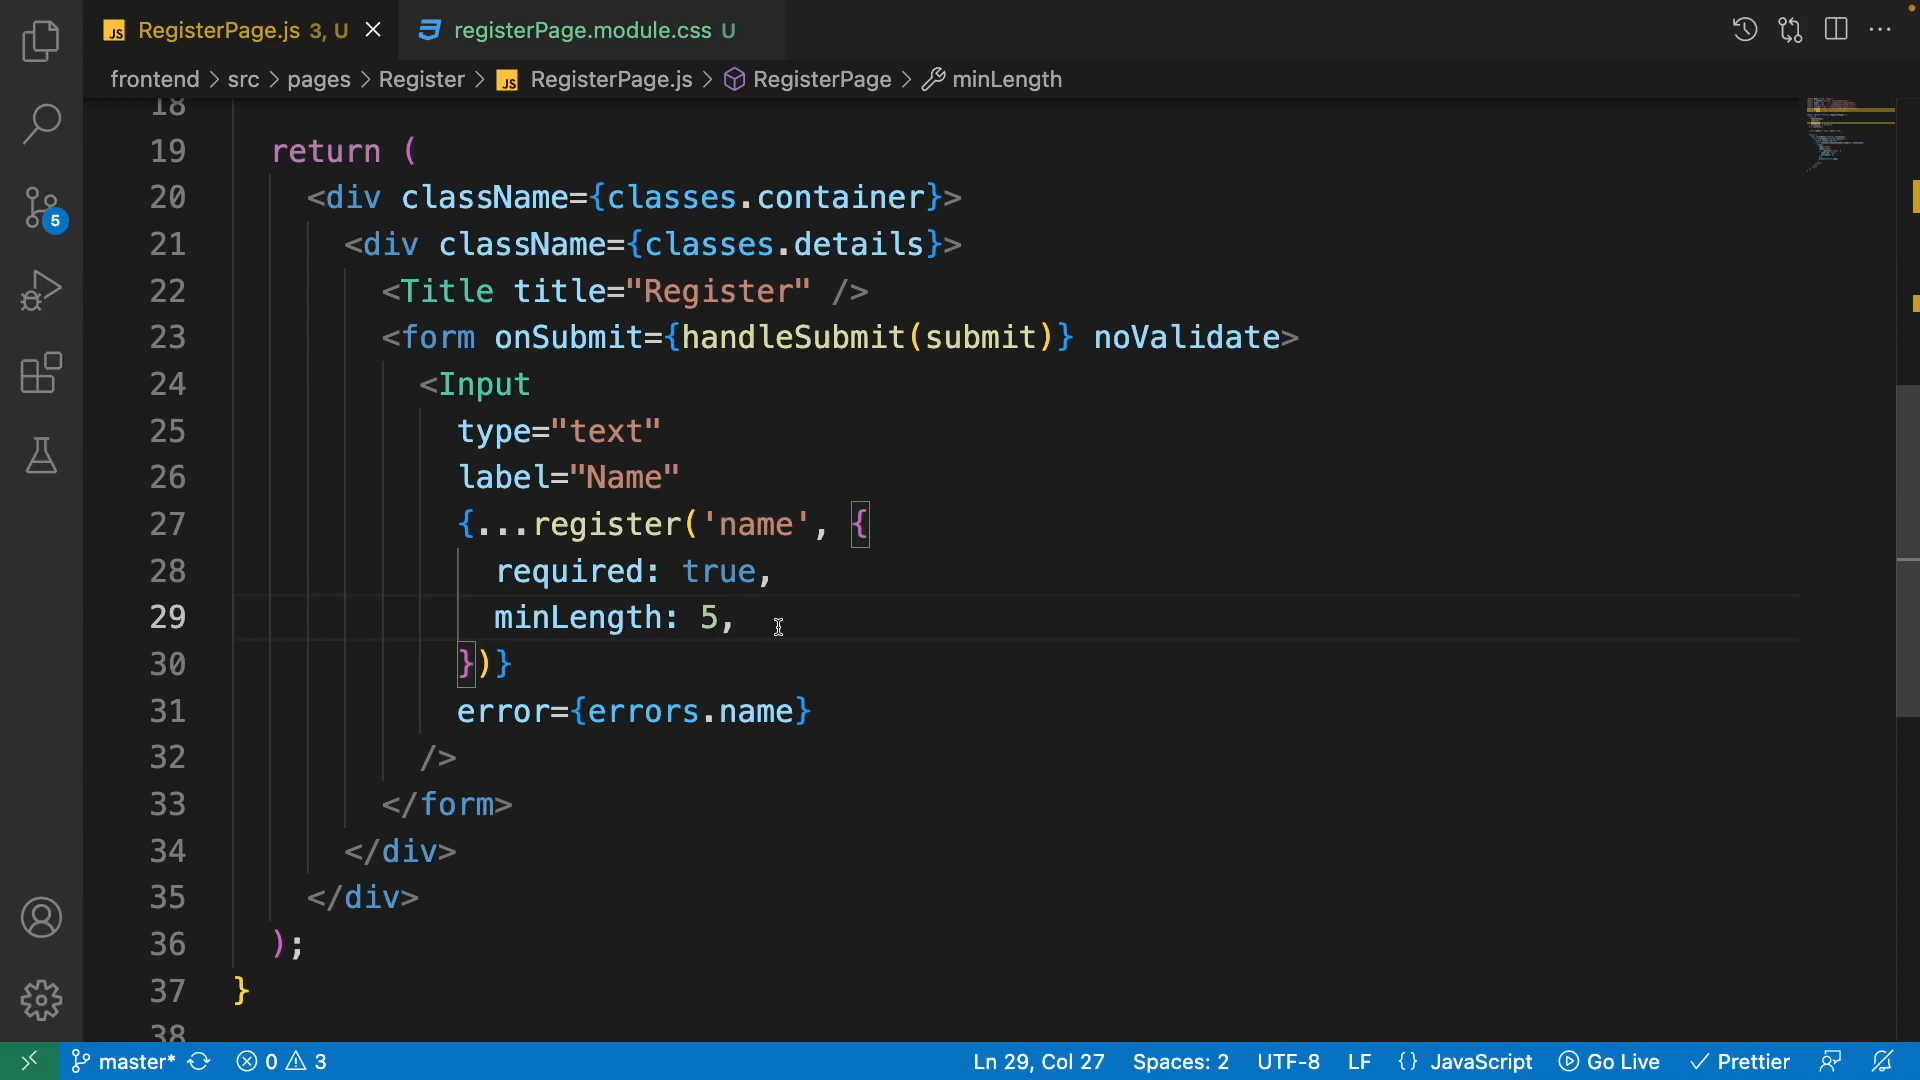 JS RegisterPage.js 3, U registerPage.module.css U
frontend > src > pages > Register > JS RegisterPage.js > RegisterPage > minLength
18
19 return (
20 <div className={classes.container}>
21 <div className={classes.details}>
22 <Title title="Register" />
23 <form onSubmit={handleSubmit(submit)} noValidate>
24 <Input
25 type="text"
26 label="Name"
27 {...register('name', {
28 required: true,
29 minLength: 5,
30 })}
31 error={errors.name}
32 />
33 </form>
34 </div>
35 </div>
36 );
37 }
38
5
master* 0 3 Ln 29, Col 27 Spaces: 2 UTF-8 LF {} JavaScript Go Live Prettier